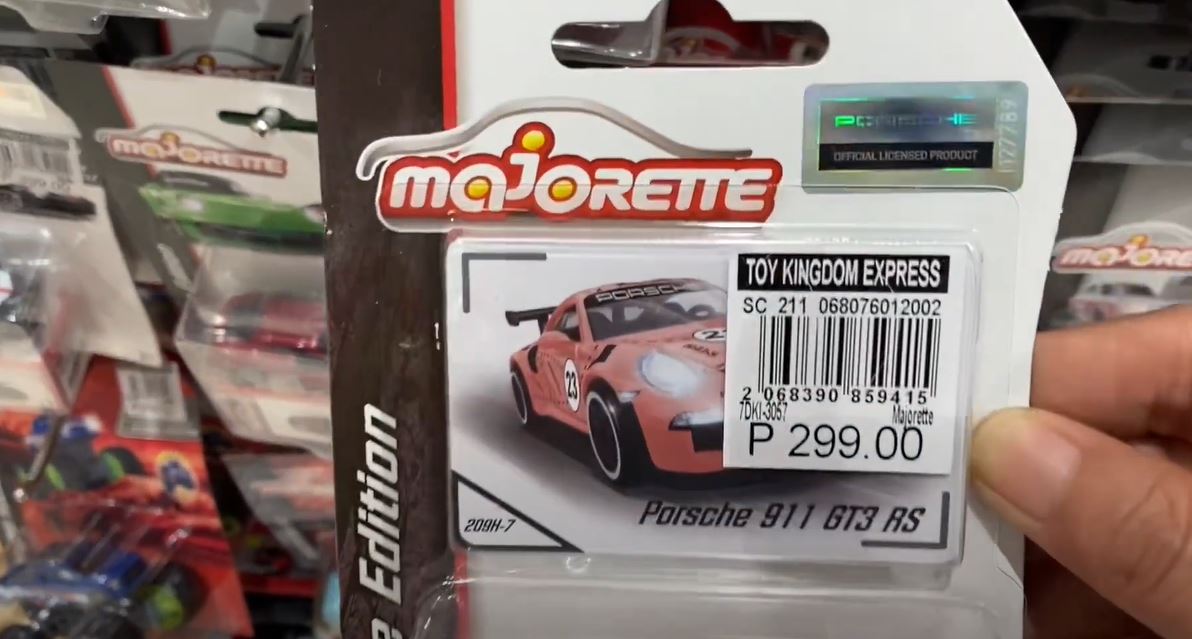 majorette
majorette
PORSCHE
OFFICIAL LICENSED PRODUCT
1127789
TOY KINGDOM EXPRESS
SC 211 068076012002
2 068390 859415
7DKI-3057 Majorette
P 299.00
PORSCHE
23
209H-7
Porsche 911 GT3 RS
Edition